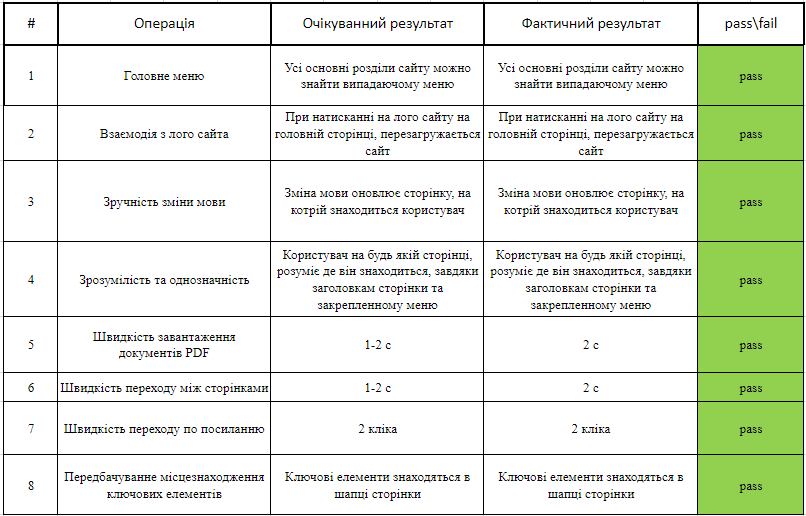 # Операція Очікуванний результат Фактичний результат pass\fail
1 Головне меню Усі основні розділи сайту можно знайти випадаючому меню Усі основні розділи сайту можно знайти випадаючому меню pass
2 Взаємодія з лого сайта При натисканні на лого сайту на головній сторінці, перезагружається сайт При натисканні на лого сайту на головній сторінці, перезагружається сайт pass
3 Зручність зміни мови Зміна мови оновлює сторінку, на котрій знаходиться користувач Зміна мови оновлює сторінку, на котрій знаходиться користувач pass
4 Зрозумілість та однозначність Користувач на будь якій сторінці, розуміє де він знаходиться, завдяки заголовкам сторінки та закрепленному меню Користувач на будь якій сторінці, розуміє де він знаходиться, завдяки заголовкам сторінки та закрепленному меню pass
5 Швидкість завантаження документів PDF 1-2 с 2 с pass
6 Швидкість переходу між сторінками 1-2 с 2 с pass
7 Швидкість переходу по посиланню 2 кліка 2 кліка pass
8 Передбачуванне місцезнаходження ключових елементів Ключові елементи знаходяться в шапці сторінки Ключові елементи знаходяться в шапці сторінки pass